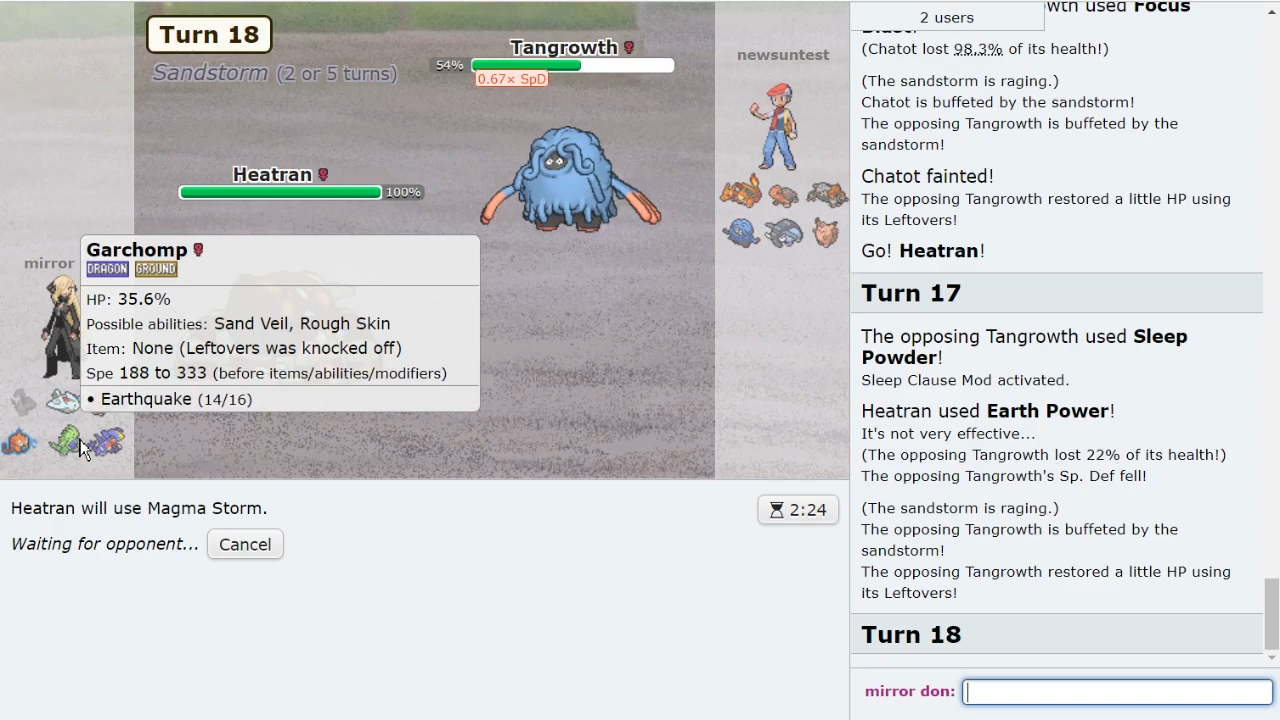 Turn 18
Sandstorm (2 or 5 turns)
Tangrowth
54%
0.67× SpD
Heatran
100%
newsuntest
mirror
Garchomp
DRAGON GROUND
HP: 35.6%
Possible abilities: Sand Veil, Rough Skin
Item: None (Leftovers was knocked off)
Spe 188 to 333 (before items/abilities/modifiers)
• Earthquake (14/16)
Heatran will use Magma Storm.
2:24
Waiting for opponent... Cancel
2 users
wth used Focus
(Chatot lost 98.3% of its health!)
(The sandstorm is raging.)
Chatot is buffeted by the sandstorm!
The opposing Tangrowth is buffeted by the
sandstorm!
Chatot fainted!
The opposing Tangrowth restored a little HP using
its Leftovers!
Go! Heatran!
Turn 17
The opposing Tangrowth used Sleep
Powder!
Sleep Clause Mod activated.
Heatran used Earth Power!
It's not very effective...
(The opposing Tangrowth lost 22% of its health!)
The opposing Tangrowth's Sp. Def fell!
(The sandstorm is raging.)
The opposing Tangrowth is buffeted by the
sandstorm!
The opposing Tangrowth restored a little HP using
its Leftovers!
Turn 18
mirror don: